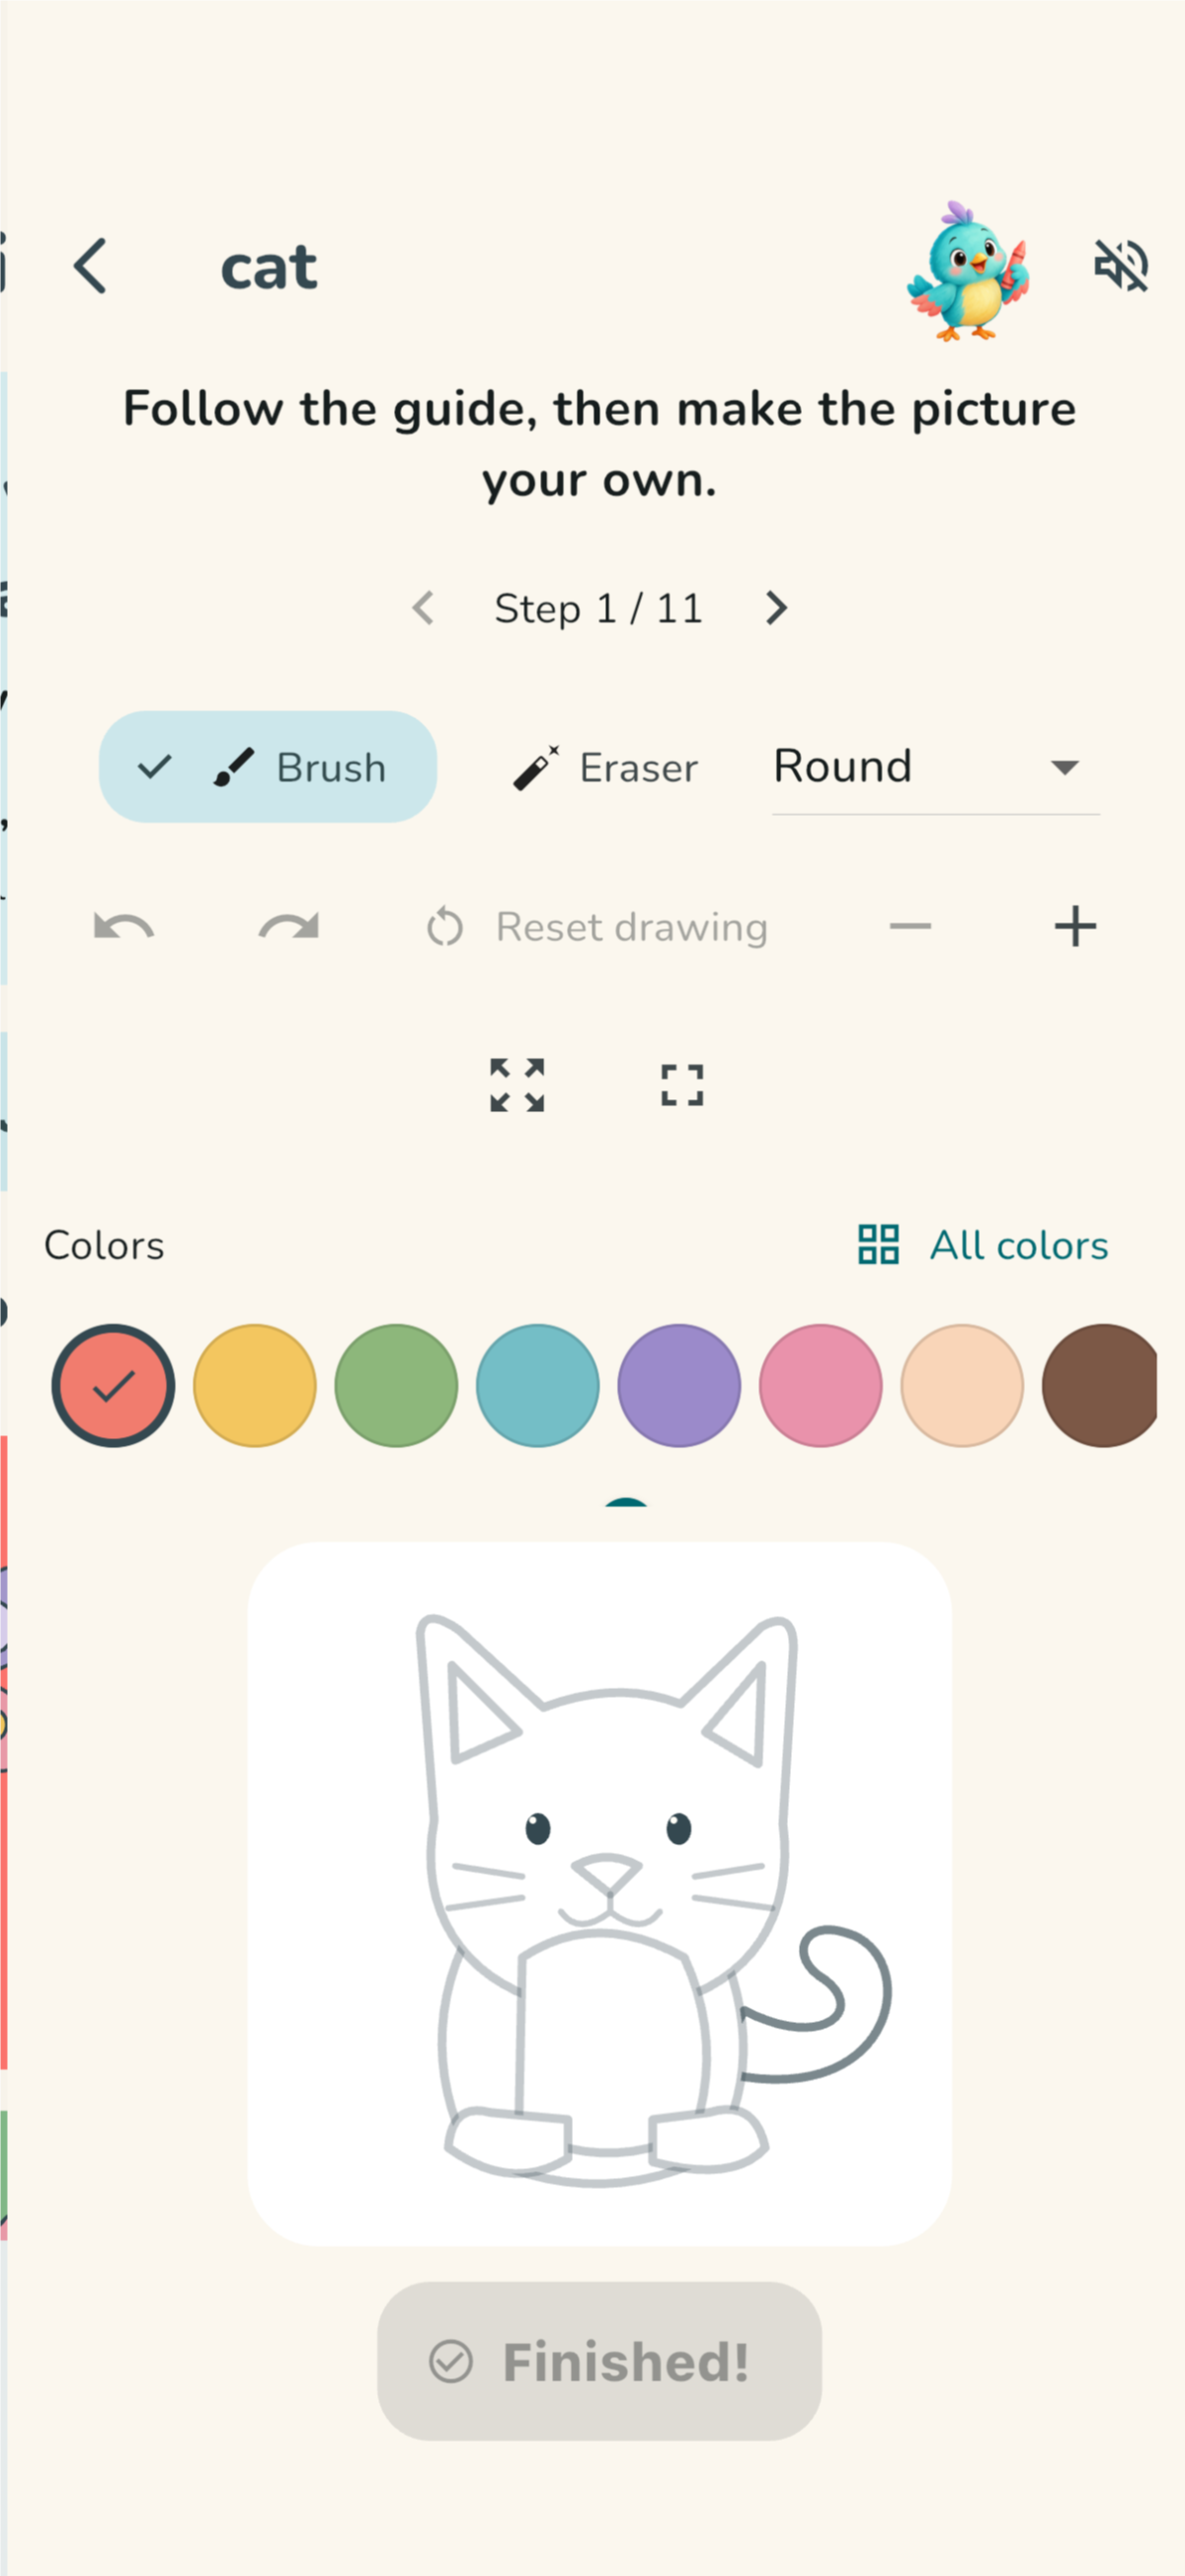 cat
Follow the guide, then make the picture
your own.
Step 1 / 11
Brush
Eraser
Round
Reset drawing
Colors
All colors
Finished!